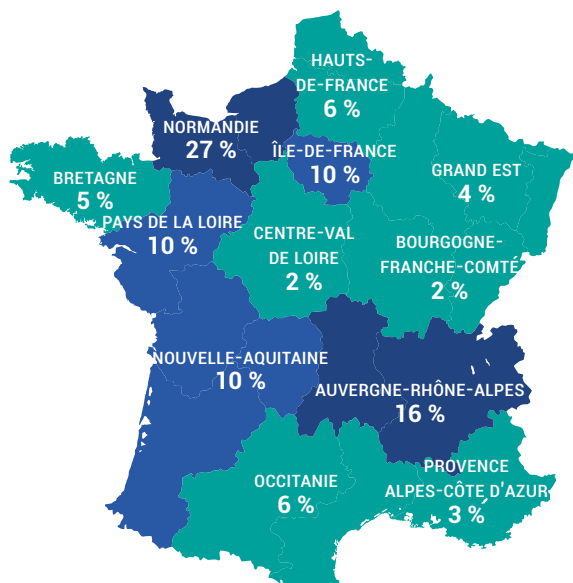 HAUTS-
DE-FRANCE
6 %
NORMANDIE
27 %
ÎLE-DE-FRANCE
10 %
GRAND EST
4 %
BRETAGNE
5 %
PAYS DE LA LOIRE
10 %
CENTRE-VAL
DE LOIRE
2 %
BOURGOGNE-
FRANCHE-COMTÉ
2 %
NOUVELLE-AQUITAINE
10 %
AUVERGNE-RHÔNE-ALPES
16 %
OCCITANIE
6 %
PROVENCE
ALPES-CÔTE D'AZUR
3 %